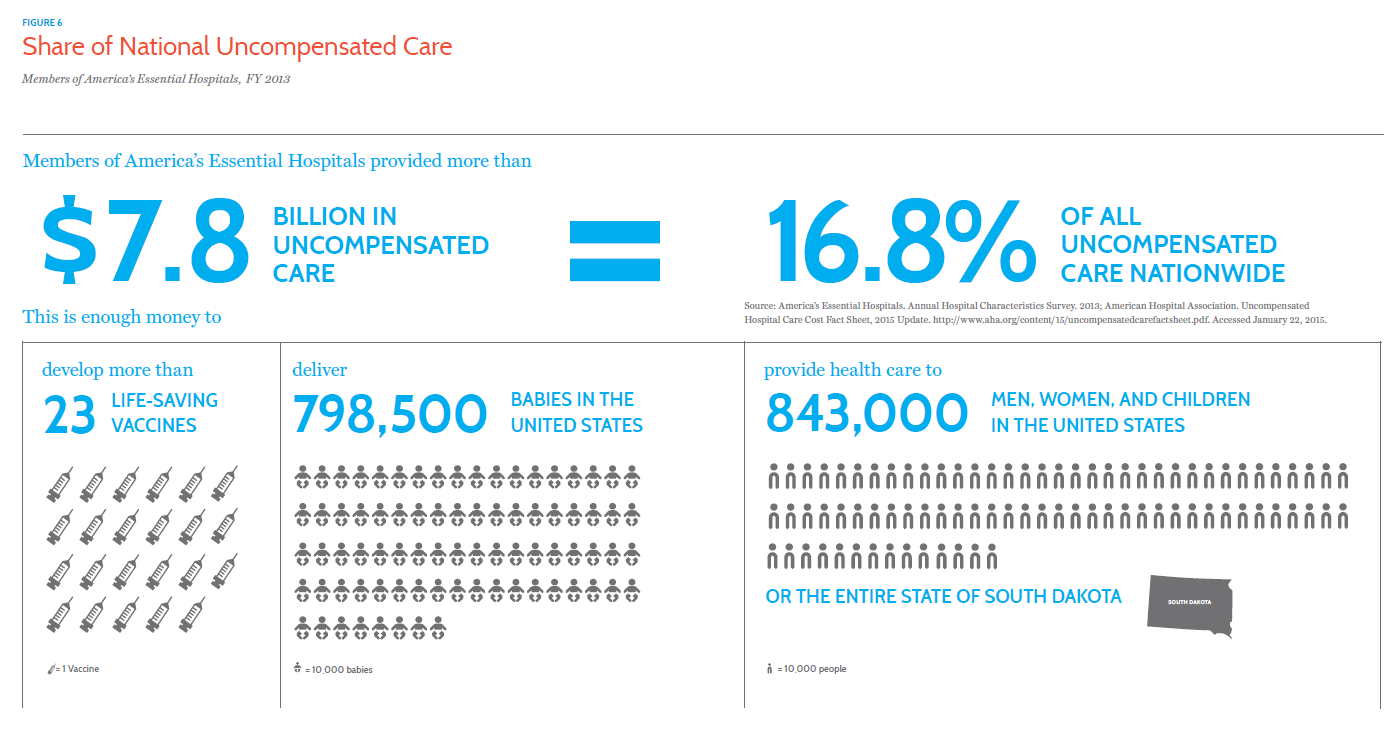 FIGURE 6
Share of National Uncompensated Care
Members of America's Essential Hospitals, FY 2013
Members of America's Essential Hospitals provided more than
$7.8
BILLION IN
UNCOMPENSATED
CARE
=
16.8%
OF ALL
UNCOMPENSATED
CARE NATIONWIDE
Source: America's Essential Hospitals. Annual Hospital Characteristics Survey. 2013; American Hospital Association. Uncompensated
Hospital Care Cost Fact Sheet, 2015 Update. http://www.aha.org/content/15/uncompensatedcarefactsheet.pdf. Accessed January 22, 2015.
This is enough money to
develop more than
23
LIFE-SAVING
VACCINES
= 1 Vaccine
deliver
798,500
BABIES IN THE
UNITED STATES
= 10,000 babies
provide health care to
843,000
MEN, WOMEN, AND CHILDREN
IN THE UNITED STATES
OR THE ENTIRE STATE OF SOUTH DAKOTA
SOUTH DAKOTA
= 10,000 people